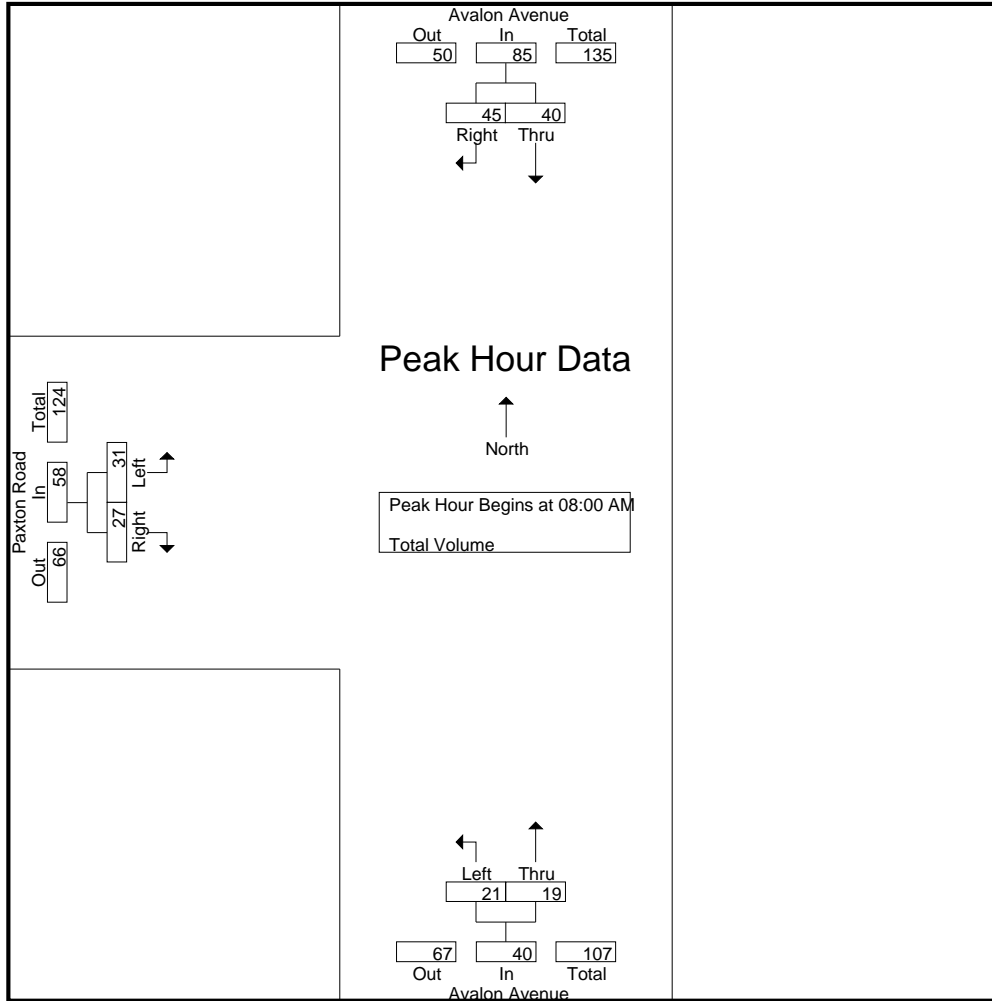 Avalon Avenue
Out In Total
50 85 135
45 40
Right Thru
Peak Hour Data
North
Peak Hour Begins at 08:00 AM
Total Volume
Paxton Road
Out In Total
66 58 124
27 31
Right Left
Left Thru
21 19
67 40 107
Out In Total
Avalon Avenue